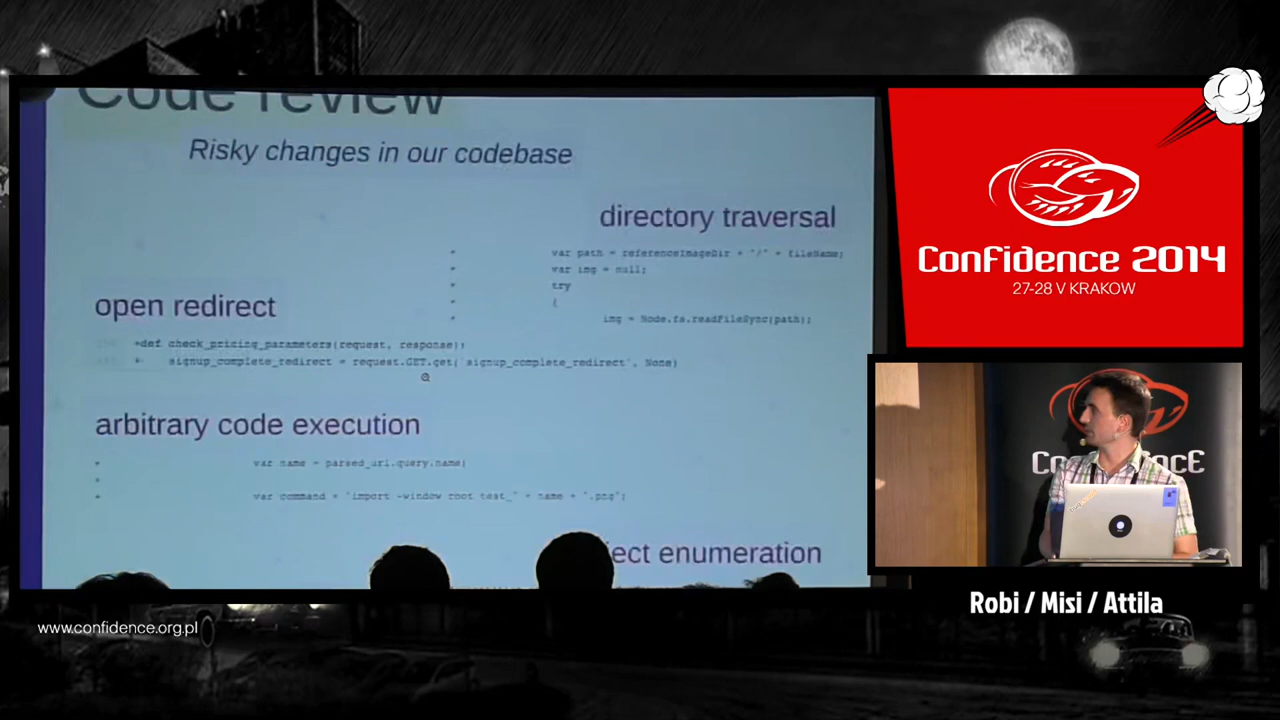 Code review
Risky changes in our codebase
directory traversal
var path = referenceImageDir + "/" + fileName;
var img = null;
try
{
img = Node.fs.readFileSync(path);
open redirect
+def check_pricing_parameters(request, response):
+ signup_complete_redirect = request.GET.get('signup_complete_redirect', None)
arbitrary code execution
var name = parsed_url.query.name;
var command = "import -window root test_" + name + ".png";
ect enumeration
Confidence 2014
27-28 V KRAKOW
Robi / Misi / Attila
www.confidence.org.pl